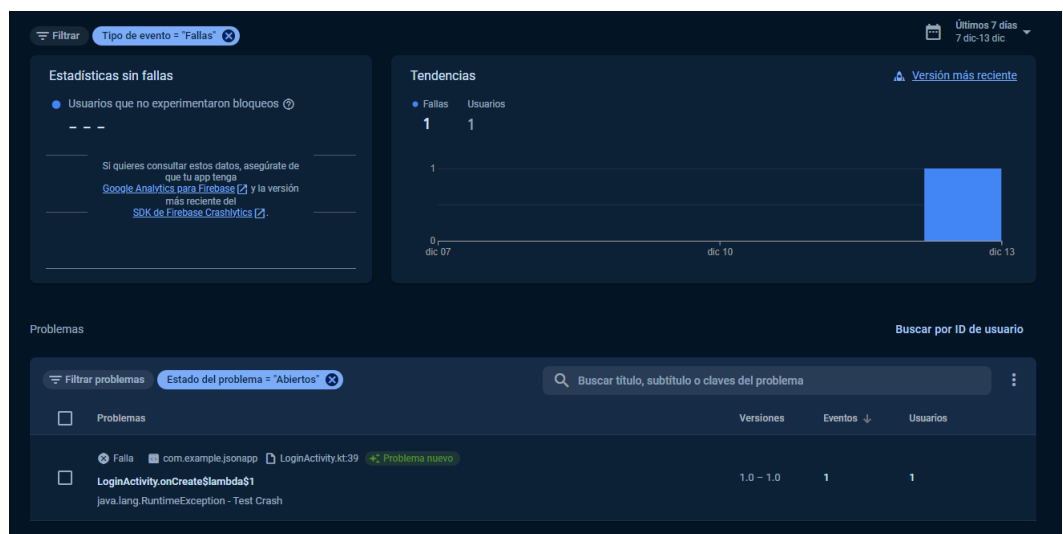 Filtrar
Tipo de evento = "Fallas"
Últimos 7 días
7 dic-13 dic
Estadísticas sin fallas
Usuarios que no experimentaron bloqueos
– – –
Si quieres consultar estos datos, asegúrate de
que tu app tenga
Google Analytics para Firebase y la versión
más reciente del
SDK de Firebase Crashlytics .
Tendencias
Versión más reciente
Fallas Usuarios
1 1
1
0
dic 07 dic 10 dic 13
Problemas
Buscar por ID de usuario
Filtrar problemas
Estado del problema = "Abiertos"
Buscar título, subtítulo o claves del problema
Problemas Versiones Eventos ↓ Usuarios
Falla com.example.jsonapp LoginActivity.kt:39 Problema nuevo
LoginActivity.onCreate$lambda$1 1.0 – 1.0 1 1
java.lang.RuntimeException - Test Crash